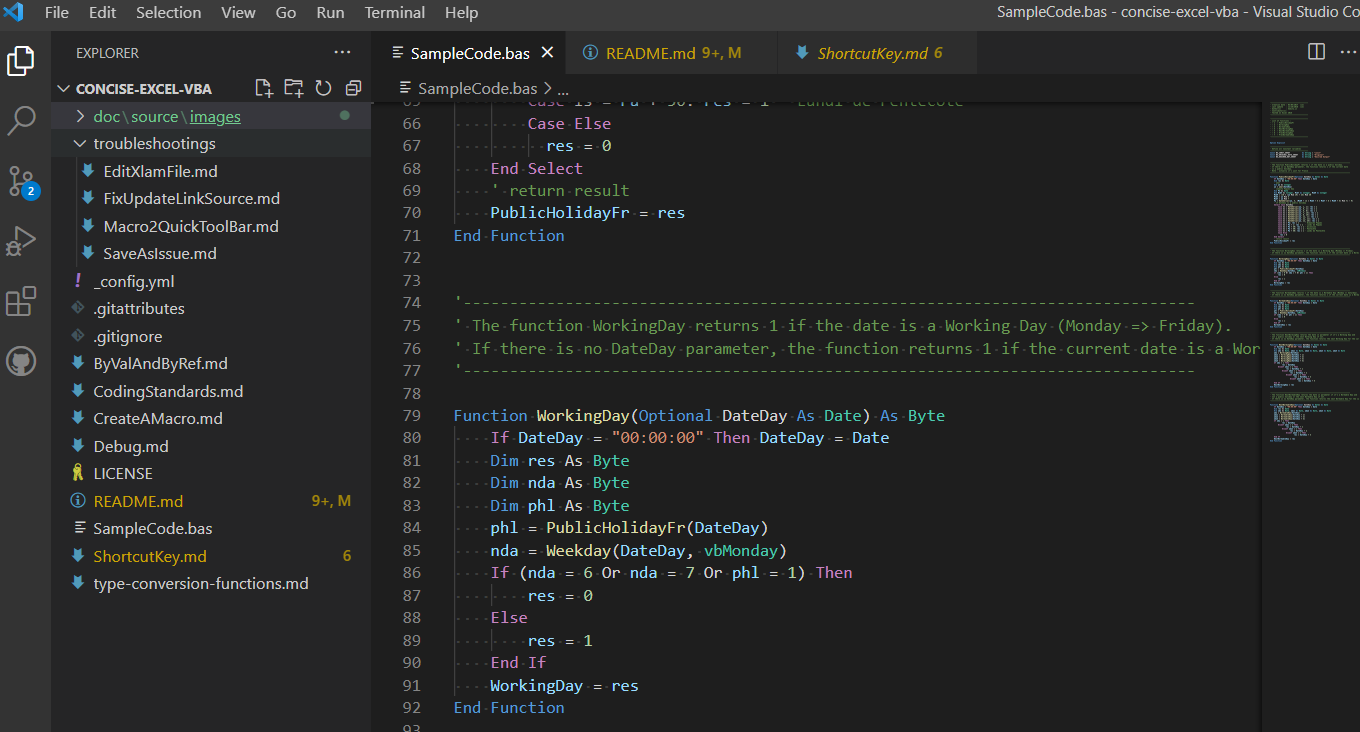 File Edit Selection View Go Run Terminal Help
SampleCode.bas - concise-excel-vba - Visual Studio Co
EXPLORER
CONCISE-EXCEL-VBA
doc\source\images
troubleshootings
EditXlamFile.md
FixUpdateLinkSource.md
Macro2QuickToolBar.md
SaveAsIssue.md
_config.yml
.gitattributes
.gitignore
ByValAndByRef.md
CodingStandards.md
CreateAMacro.md
Debug.md
LICENSE
README.md 9+, M
SampleCode.bas
ShortcutKey.md 6
type-conversion-functions.md
2
SampleCode.bas README.md 9+, M ShortcutKey.md 6
SampleCode.bas > ...
66 Case Else
67 res = 0
68 End Select
69 ' return result
70 PublicHolidayFr = res
71 End Function
72
73
74 '--------------------------------------------------------------------------------
75 ' The function WorkingDay returns 1 if the date is a Working Day (Monday => Friday).
76 ' If there is no DateDay parameter, the function returns 1 if the current date is a Wor
77 '--------------------------------------------------------------------------------
78
79 Function WorkingDay(Optional DateDay As Date) As Byte
80 If DateDay = "00:00:00" Then DateDay = Date
81 Dim res As Byte
82 Dim nda As Byte
83 Dim phl As Byte
84 phl = PublicHolidayFr(DateDay)
85 nda = Weekday(DateDay, vbMonday)
86 If (nda = 6 Or nda = 7 Or phl = 1) Then
87 res = 0
88 Else
89 res = 1
90 End If
91 WorkingDay = res
92 End Function
93